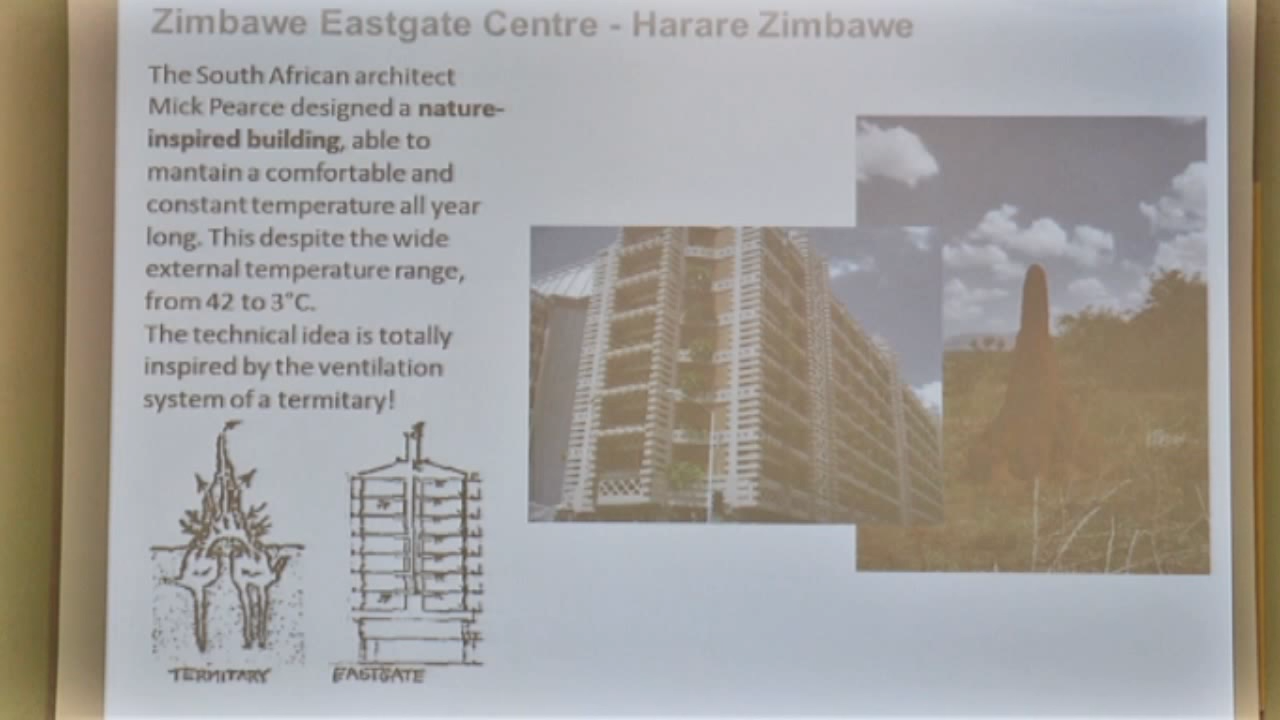 Zimbawe Eastgate Centre - Harare Zimbawe
The South African architect
Mick Pearce designed a nature-
inspired building, able to
mantain a comfortable and
constant temperature all year
long. This despite the wide
external temperature range,
from 42 to 3°C.
The technical idea is totally
inspired by the ventilation
system of a termitary!
TERMITARY
EASTGATE